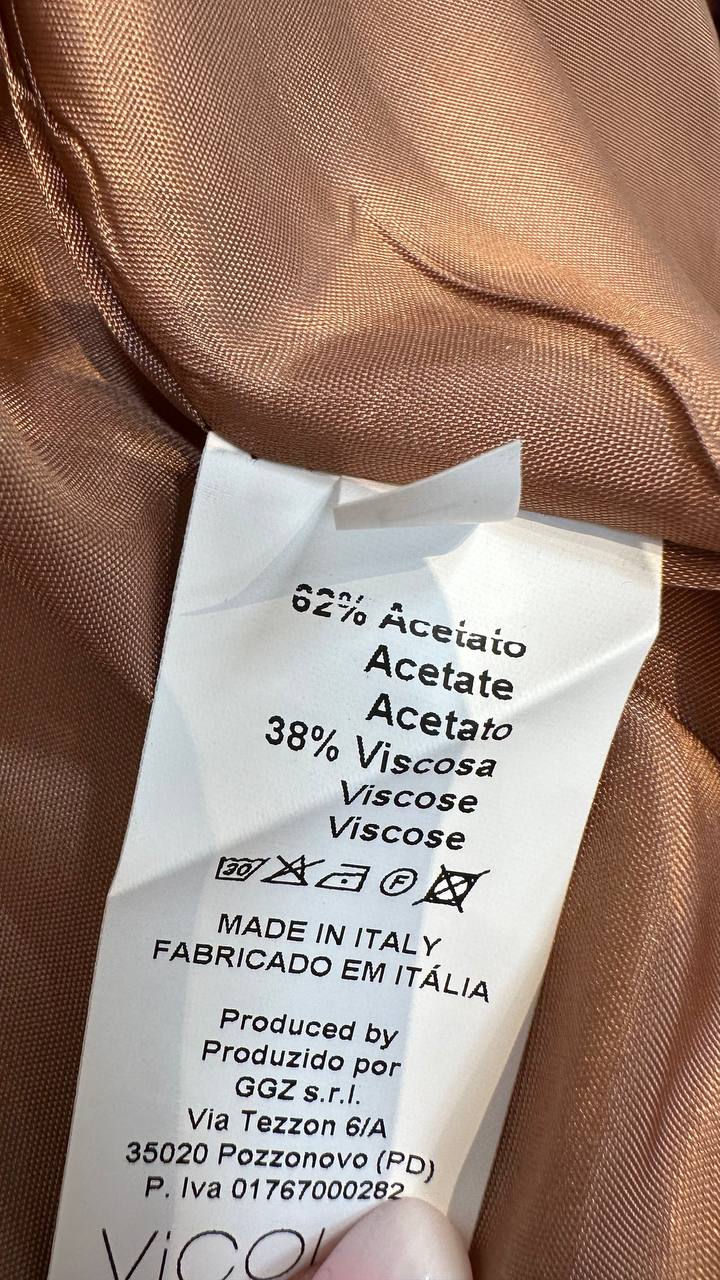 62% Acetato
Acetate
Acetato
38% Viscosa
Viscose
Viscose
30 F
MADE IN ITALY
FABRICADO EM ITÁLIA
Produced by
Produzido por
GGZ s.r.l.
Via Tezzon 6/A
35020 Pozzonovo (PD)
P. Iva 01767000282